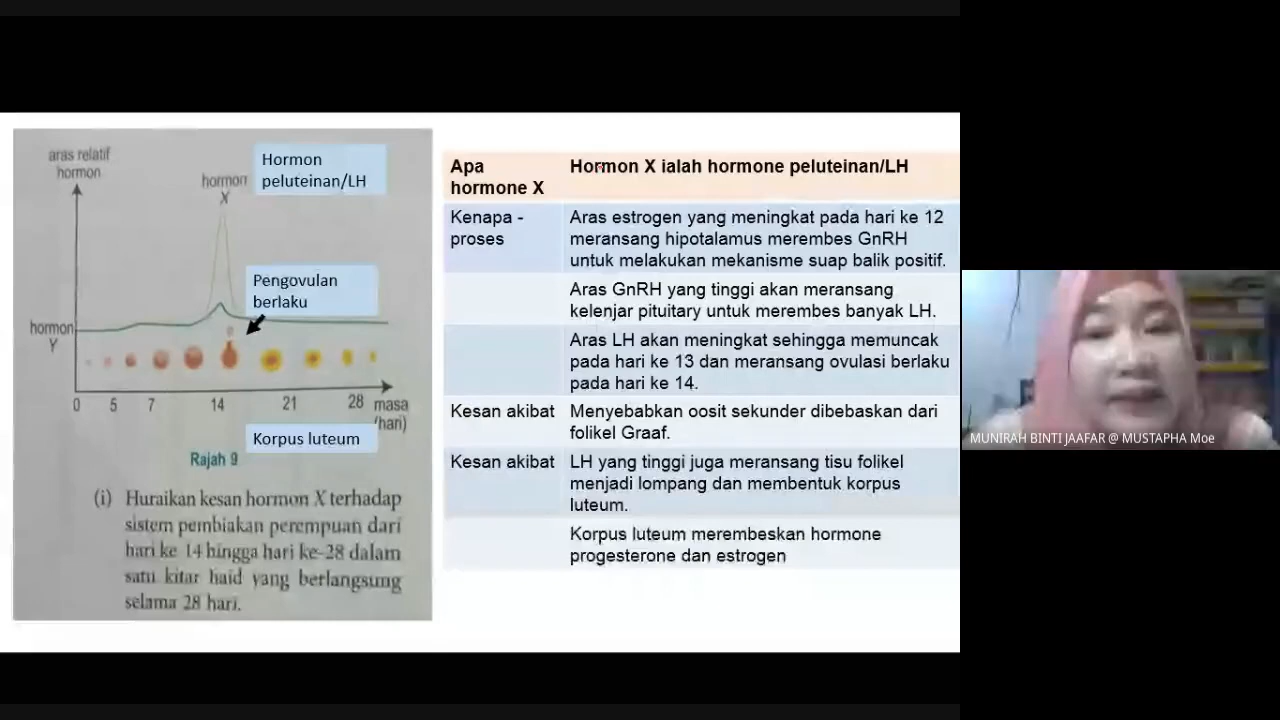 aras relatif
hormon
Hormon
peluteinan/LH
hormon
X
Pengovulan
berlaku
hormon
Y
0 5 7 14 21 28 masa
(hari)
Korpus luteum
Rajah 9
(i) Huraikan kesan hormon X terhadap
sistem pembiakan perempuan dari
hari ke 14 hingga hari ke-28 dalam
satu kitar haid yang berlangsung
selama 28 hari.
Apa
hormone X
Hormon X ialah hormone peluteinan/LH
Kenapa -
proses
Aras estrogen yang meningkat pada hari ke 12
meransang hipotalamus merembes GnRH
untuk melakukan mekanisme suap balik positif.
Aras GnRH yang tinggi akan meransang
kelenjar pituitary untuk merembes banyak LH.
Aras LH akan meningkat sehingga memuncak
pada hari ke 13 dan meransang ovulasi berlaku
pada hari ke 14.
Kesan akibat
Menyebabkan oosit sekunder dibebaskan dari
folikel Graaf.
Kesan akibat
LH yang tinggi juga meransang tisu folikel
menjadi lompang dan membentuk korpus
luteum.
Korpus luteum merembeskan hormone
progesterone dan estrogen
MUNIRAH BINTI JAAFAR @ MUSTAPHA Moe